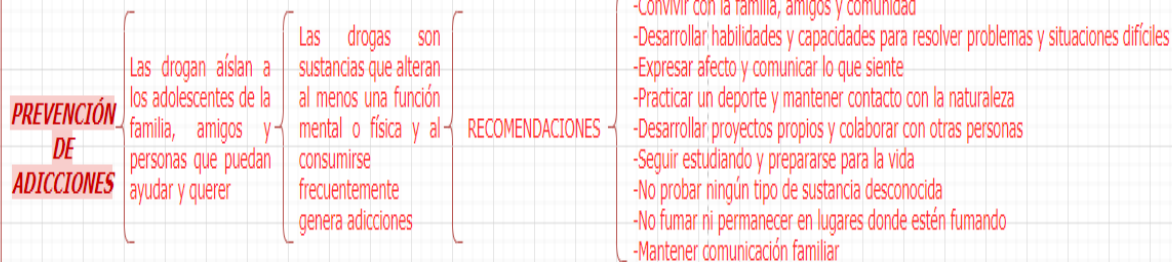 PREVENCIÓN
DE
ADICCIONES
Las drogan aíslan a
los adolescentes de la
familia, amigos y
personas que puedan
ayudar y querer
Las drogas son
sustancias que alteran
al menos una función
mental o física y al
consumirse
frecuentemente
genera adicciones
RECOMENDACIONES
-Convivir con la familia, amigos y comunidad
-Desarrollar habilidades y capacidades para resolver problemas y situaciones difíciles
-Expresar afecto y comunicar lo que siente
-Practicar un deporte y mantener contacto con la naturaleza
-Desarrollar proyectos propios y colaborar con otras personas
-Seguir estudiando y prepararse para la vida
-No probar ningún tipo de sustancia desconocida
-No fumar ni permanecer en lugares donde estén fumando
-Mantener comunicación familiar